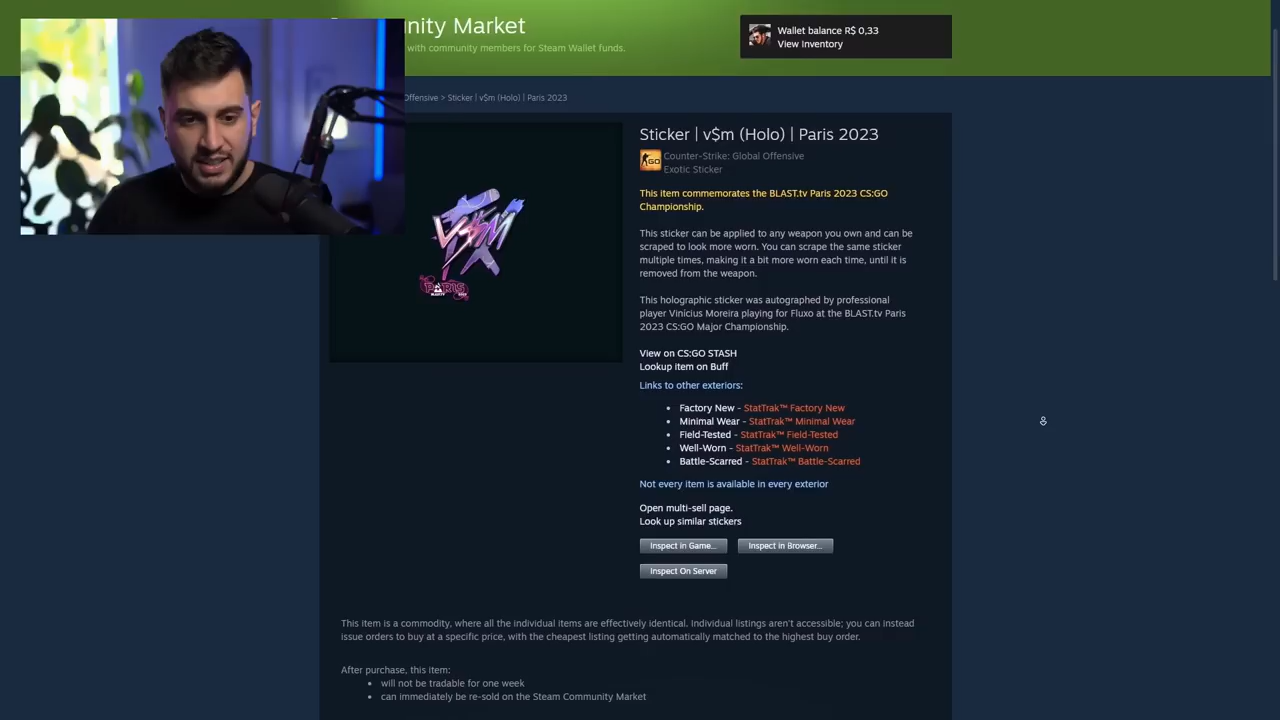 nity Market
with community members for Steam Wallet funds.
Wallet balance R$ 0,33
View Inventory
Offensive > Sticker | v$m (Holo) | Paris 2023
Sticker | v$m (Holo) | Paris 2023
GO
Counter-Strike: Global Offensive
Exotic Sticker
This item commemorates the BLAST.tv Paris 2023 CS:GO
Championship.
This sticker can be applied to any weapon you own and can be
scraped to look more worn. You can scrape the same sticker
multiple times, making it a bit more worn each time, until it is
removed from the weapon.
V$M
PARIS
This holographic sticker was autographed by professional
player Vinicius Moreira playing for Fluxo at the BLAST.tv Paris
2023 CS:GO Major Championship.
View on CS:GO STASH
Lookup item on Buff
Links to other exteriors:
Factory New - StatTrak™ Factory New
Minimal Wear - StatTrak™ Minimal Wear
Field-Tested - StatTrak™ Field-Tested
Well-Worn - StatTrak™ Well-Worn
Battle-Scarred - StatTrak™ Battle-Scarred
Not every item is available in every exterior
Open multi-sell page.
Look up similar stickers
Inspect in Game... Inspect in Browser...
Inspect On Server
This item is a commodity, where all the individual items are effectively identical. Individual listings aren't accessible; you can instead
issue orders to buy at a specific price, with the cheapest listing getting automatically matched to the highest buy order.
After purchase, this item:
will not be tradable for one week
can immediately be re-sold on the Steam Community Market